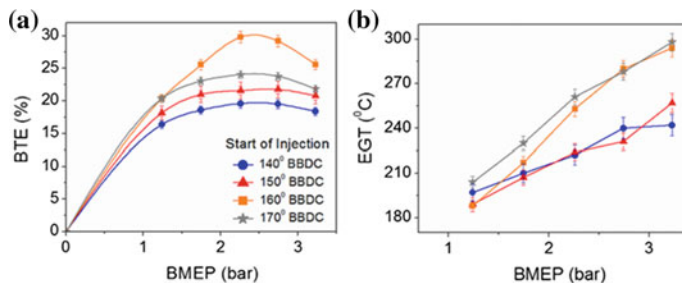 (a)
30
25
20
15
10
5
0
BTE (%)
Start of Injection
140⁰ BBDC
150⁰ BBDC
160⁰ BBDC
170⁰ BBDC
0 1 2 3
BMEP (bar)
(b)
300
270
240
210
180
EGT (⁰C)
1 2 3
BMEP (bar)